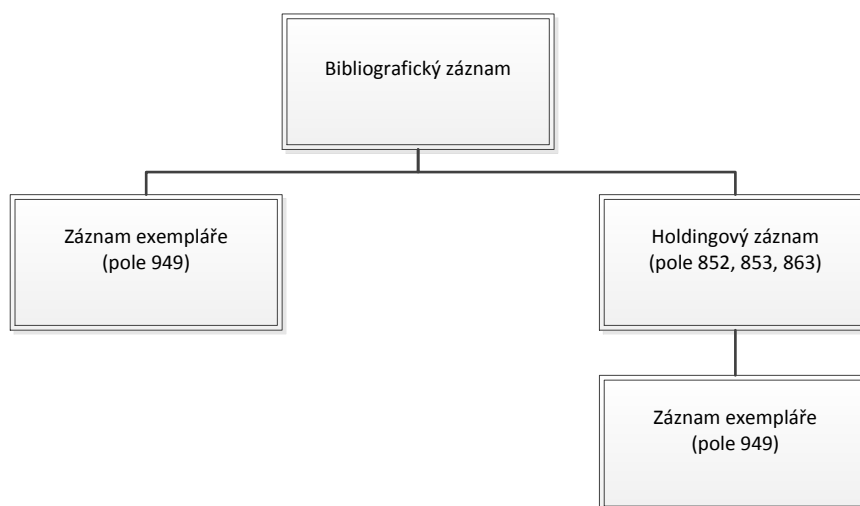 Bibliografický záznam
Záznam exempláře
(pole 949)
Holdingový záznam
(pole 852, 853, 863)
Záznam exempláře
(pole 949)